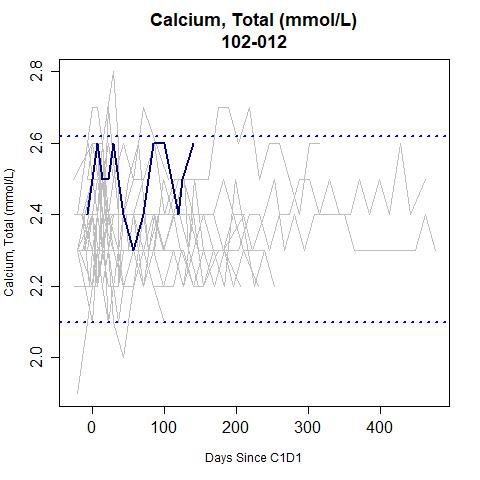 Calcium, Total (mmol/L)
102-012
Calcium, Total (mmol/L)
2.8
2.6
2.4
2.2
2.0
0 100 200 300 400
Days Since C1D1